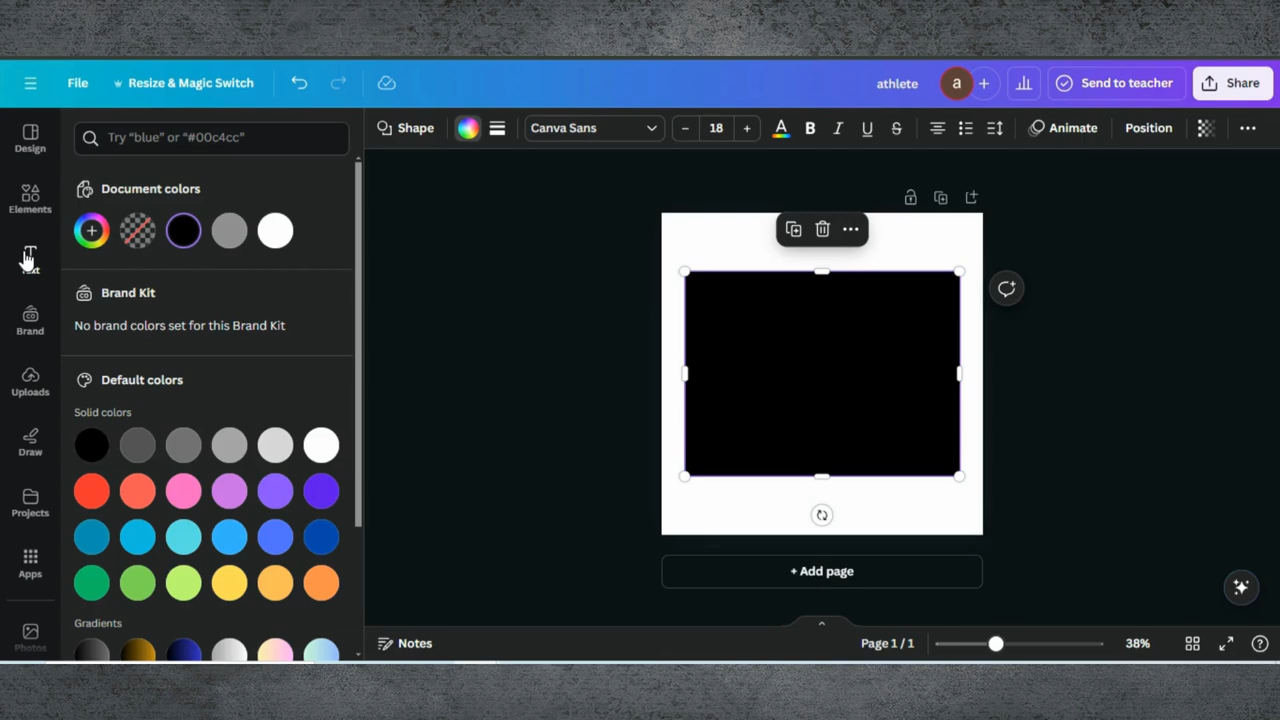 File
Resize & Magic Switch
athlete
a
Send to teacher
Share
Design
Elements
Text
Brand
Uploads
Draw
Projects
Apps
Photos
Try “blue” or “#00c4cc”
Document colors
Brand Kit
No brand colors set for this Brand Kit
Default colors
Solid colors
Gradients
Shape
Canva Sans
18
A
B
I
U
S
Animate
Position
+ Add page
Notes
Page 1 / 1
38%